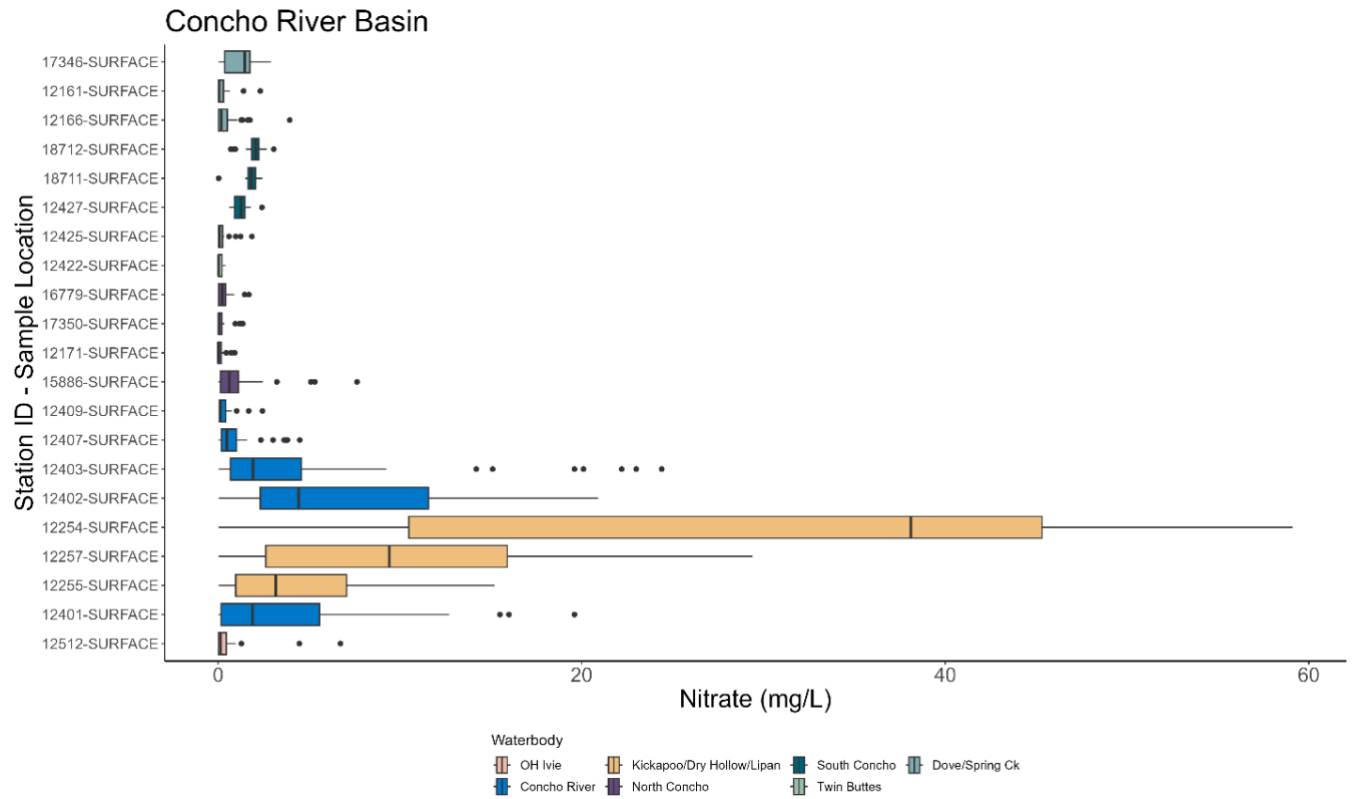 Concho River Basin
Station ID - Sample Location
17346-SURFACE
12161-SURFACE
12166-SURFACE
18712-SURFACE
18711-SURFACE
12427-SURFACE
12425-SURFACE
12422-SURFACE
16779-SURFACE
17350-SURFACE
12171-SURFACE
15886-SURFACE
12409-SURFACE
12407-SURFACE
12403-SURFACE
12402-SURFACE
12254-SURFACE
12257-SURFACE
12255-SURFACE
12401-SURFACE
12512-SURFACE
0 20 40 60
Nitrate (mg/L)
Waterbody
OH Ivie Kickapoo/Dry Hollow/Lipan South Concho Dove/Spring Ck
Concho River North Concho Twin Buttes